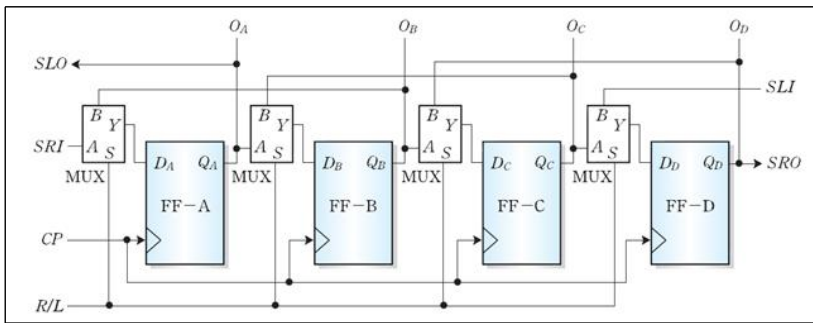 O_A O_B O_C O_D
SLO
B B B B SLI
Y Y Y Y
SRI A S A S A S A S
D_A Q_A D_B Q_B D_C Q_C D_D Q_D SRO
MUX MUX MUX MUX
FF-A FF-B FF-C FF-D
CP
R/L